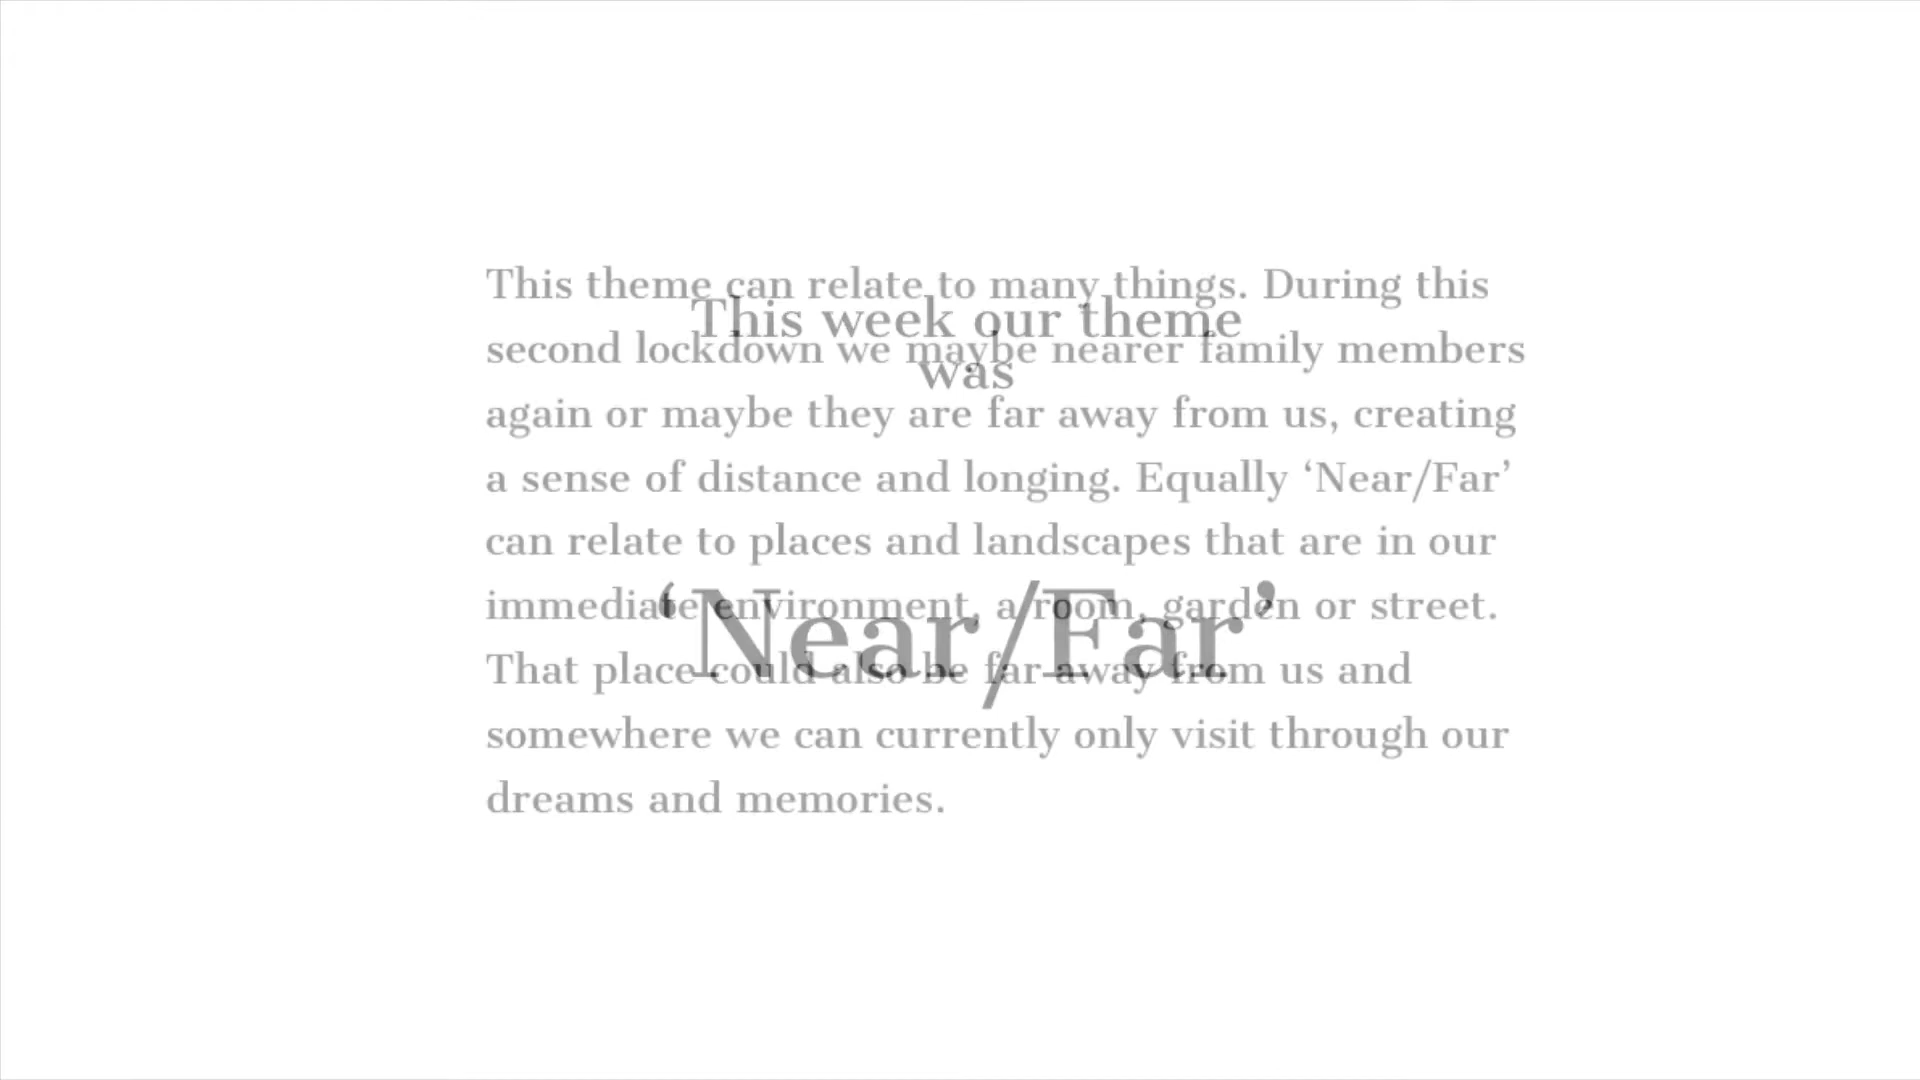 This week our theme
was
‘Near/Far’
This theme can relate to many things. During this
second lockdown we maybe nearer family members
again or maybe they are far away from us, creating
a sense of distance and longing. Equally ‘Near/Far’
can relate to places and landscapes that are in our
immediate environment, a room, garden or street.
That place could also be far away from us and
somewhere we can currently only visit through our
dreams and memories.